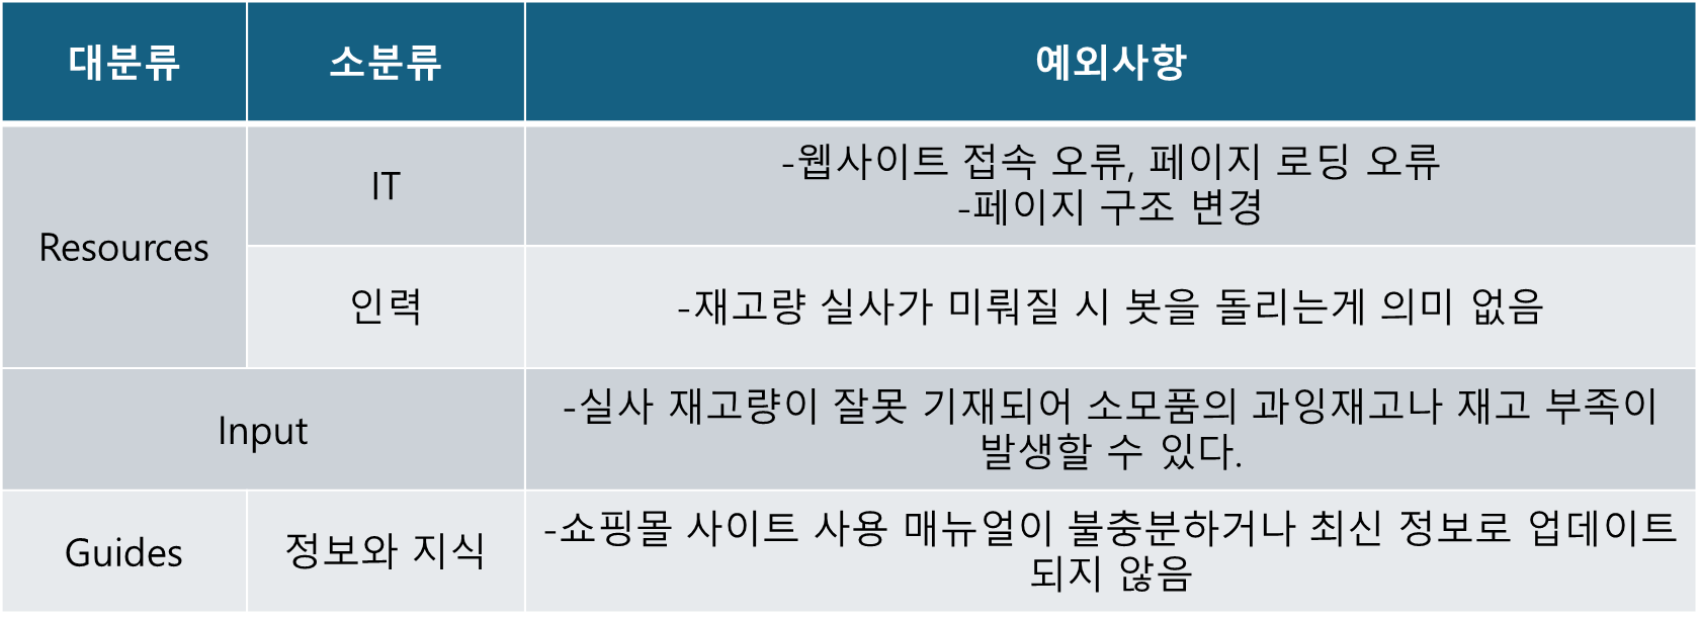 대분류 소분류 예외사항
Resources
IT
-웹사이트 접속 오류, 페이지 로딩 오류
-페이지 구조 변경
인력
-재고량 실사가 미뤄질 시 봇을 돌리는게 의미 없음
Input
-실사 재고량이 잘못 기재되어 소모품의 과잉재고나 재고 부족이
발생할 수 있다.
Guides
정보와 지식
-쇼핑몰 사이트 사용 매뉴얼이 불충분하거나 최신 정보로 업데이트
되지 않음